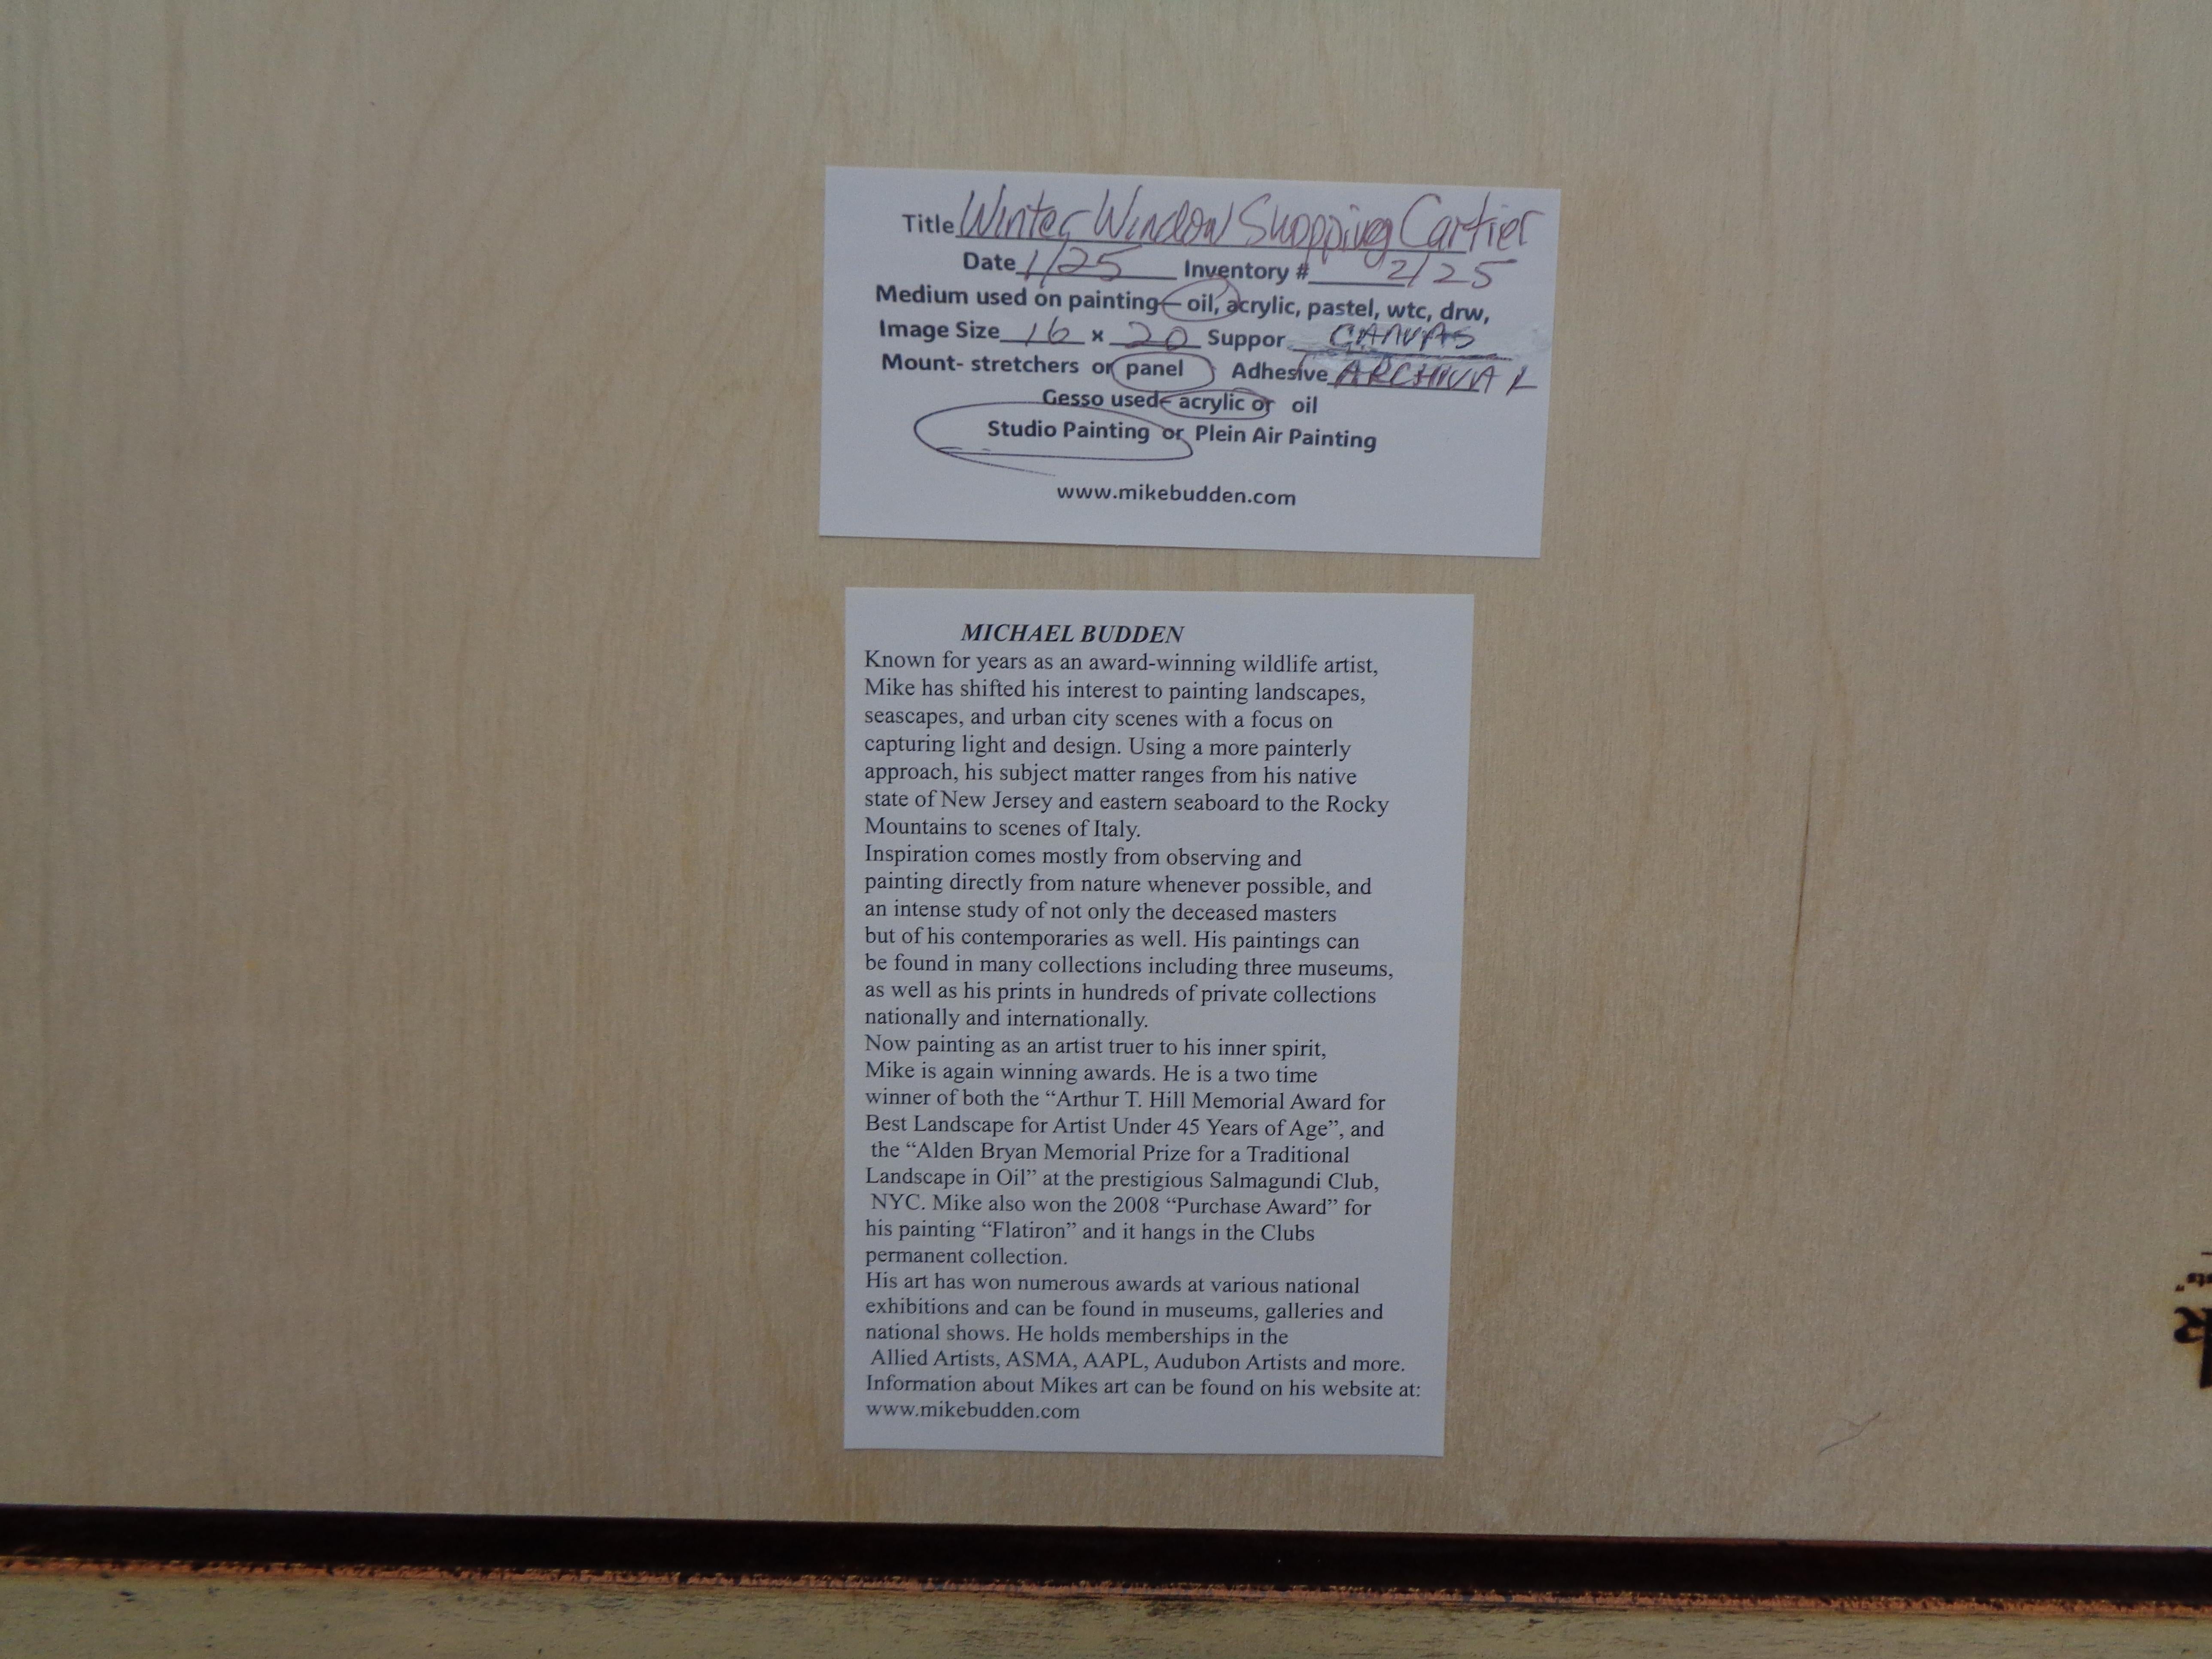 Title Winter Window Shopping Cartier
Date 1/25 Inventory # 2/25
Medium used on painting- oil, acrylic, pastel, wtc, drw,
Image Size 16 x 20 Suppor CANVAS
Mount- stretchers or panel Adhesive ARCHIVAL
Gesso used- acrylic or oil
Studio Painting or Plein Air Painting
www.mikebudden.com
MICHAEL BUDDEN
Known for years as an award-winning wildlife artist,
Mike has shifted his interest to painting landscapes,
seascapes, and urban city scenes with a focus on
capturing light and design. Using a more painterly
approach, his subject matter ranges from his native
state of New Jersey and eastern seaboard to the Rocky
Mountains to scenes of Italy.
Inspiration comes mostly from observing and
painting directly from nature whenever possible, and
an intense study of not only the deceased masters
but of his contemporaries as well. His paintings can
be found in many collections including three museums,
as well as his prints in hundreds of private collections
nationally and internationally.
Now painting as an artist truer to his inner spirit,
Mike is again winning awards. He is a two time
winner of both the “Arthur T. Hill Memorial Award for
Best Landscape for Artist Under 45 Years of Age”, and
the “Alden Bryan Memorial Prize for a Traditional
Landscape in Oil” at the prestigious Salmagundi Club,
NYC. Mike also won the 2008 “Purchase Award” for
his painting “Flatiron” and it hangs in the Clubs
permanent collection.
His art has won numerous awards at various national
exhibitions and can be found in museums, galleries and
national shows. He holds memberships in the
Allied Artists, ASMA, AAPL, Audubon Artists and more.
Information about Mikes art can be found on his website at:
www.mikebudden.com